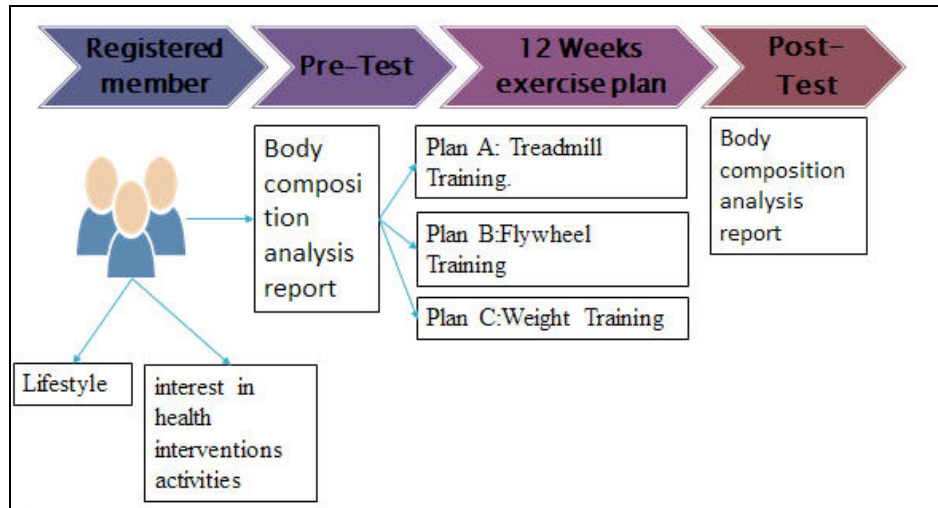 Registered
member
Pre-Test
12 Weeks
exercise plan
Post-
Test
Body
composi
tion
analysis
report
Plan A: Treadmill
Training.
Plan B:Flywheel
Training
Plan C:Weight Training
Body
composition
analysis
report
Lifestyle
interest in
health
interventions
activities